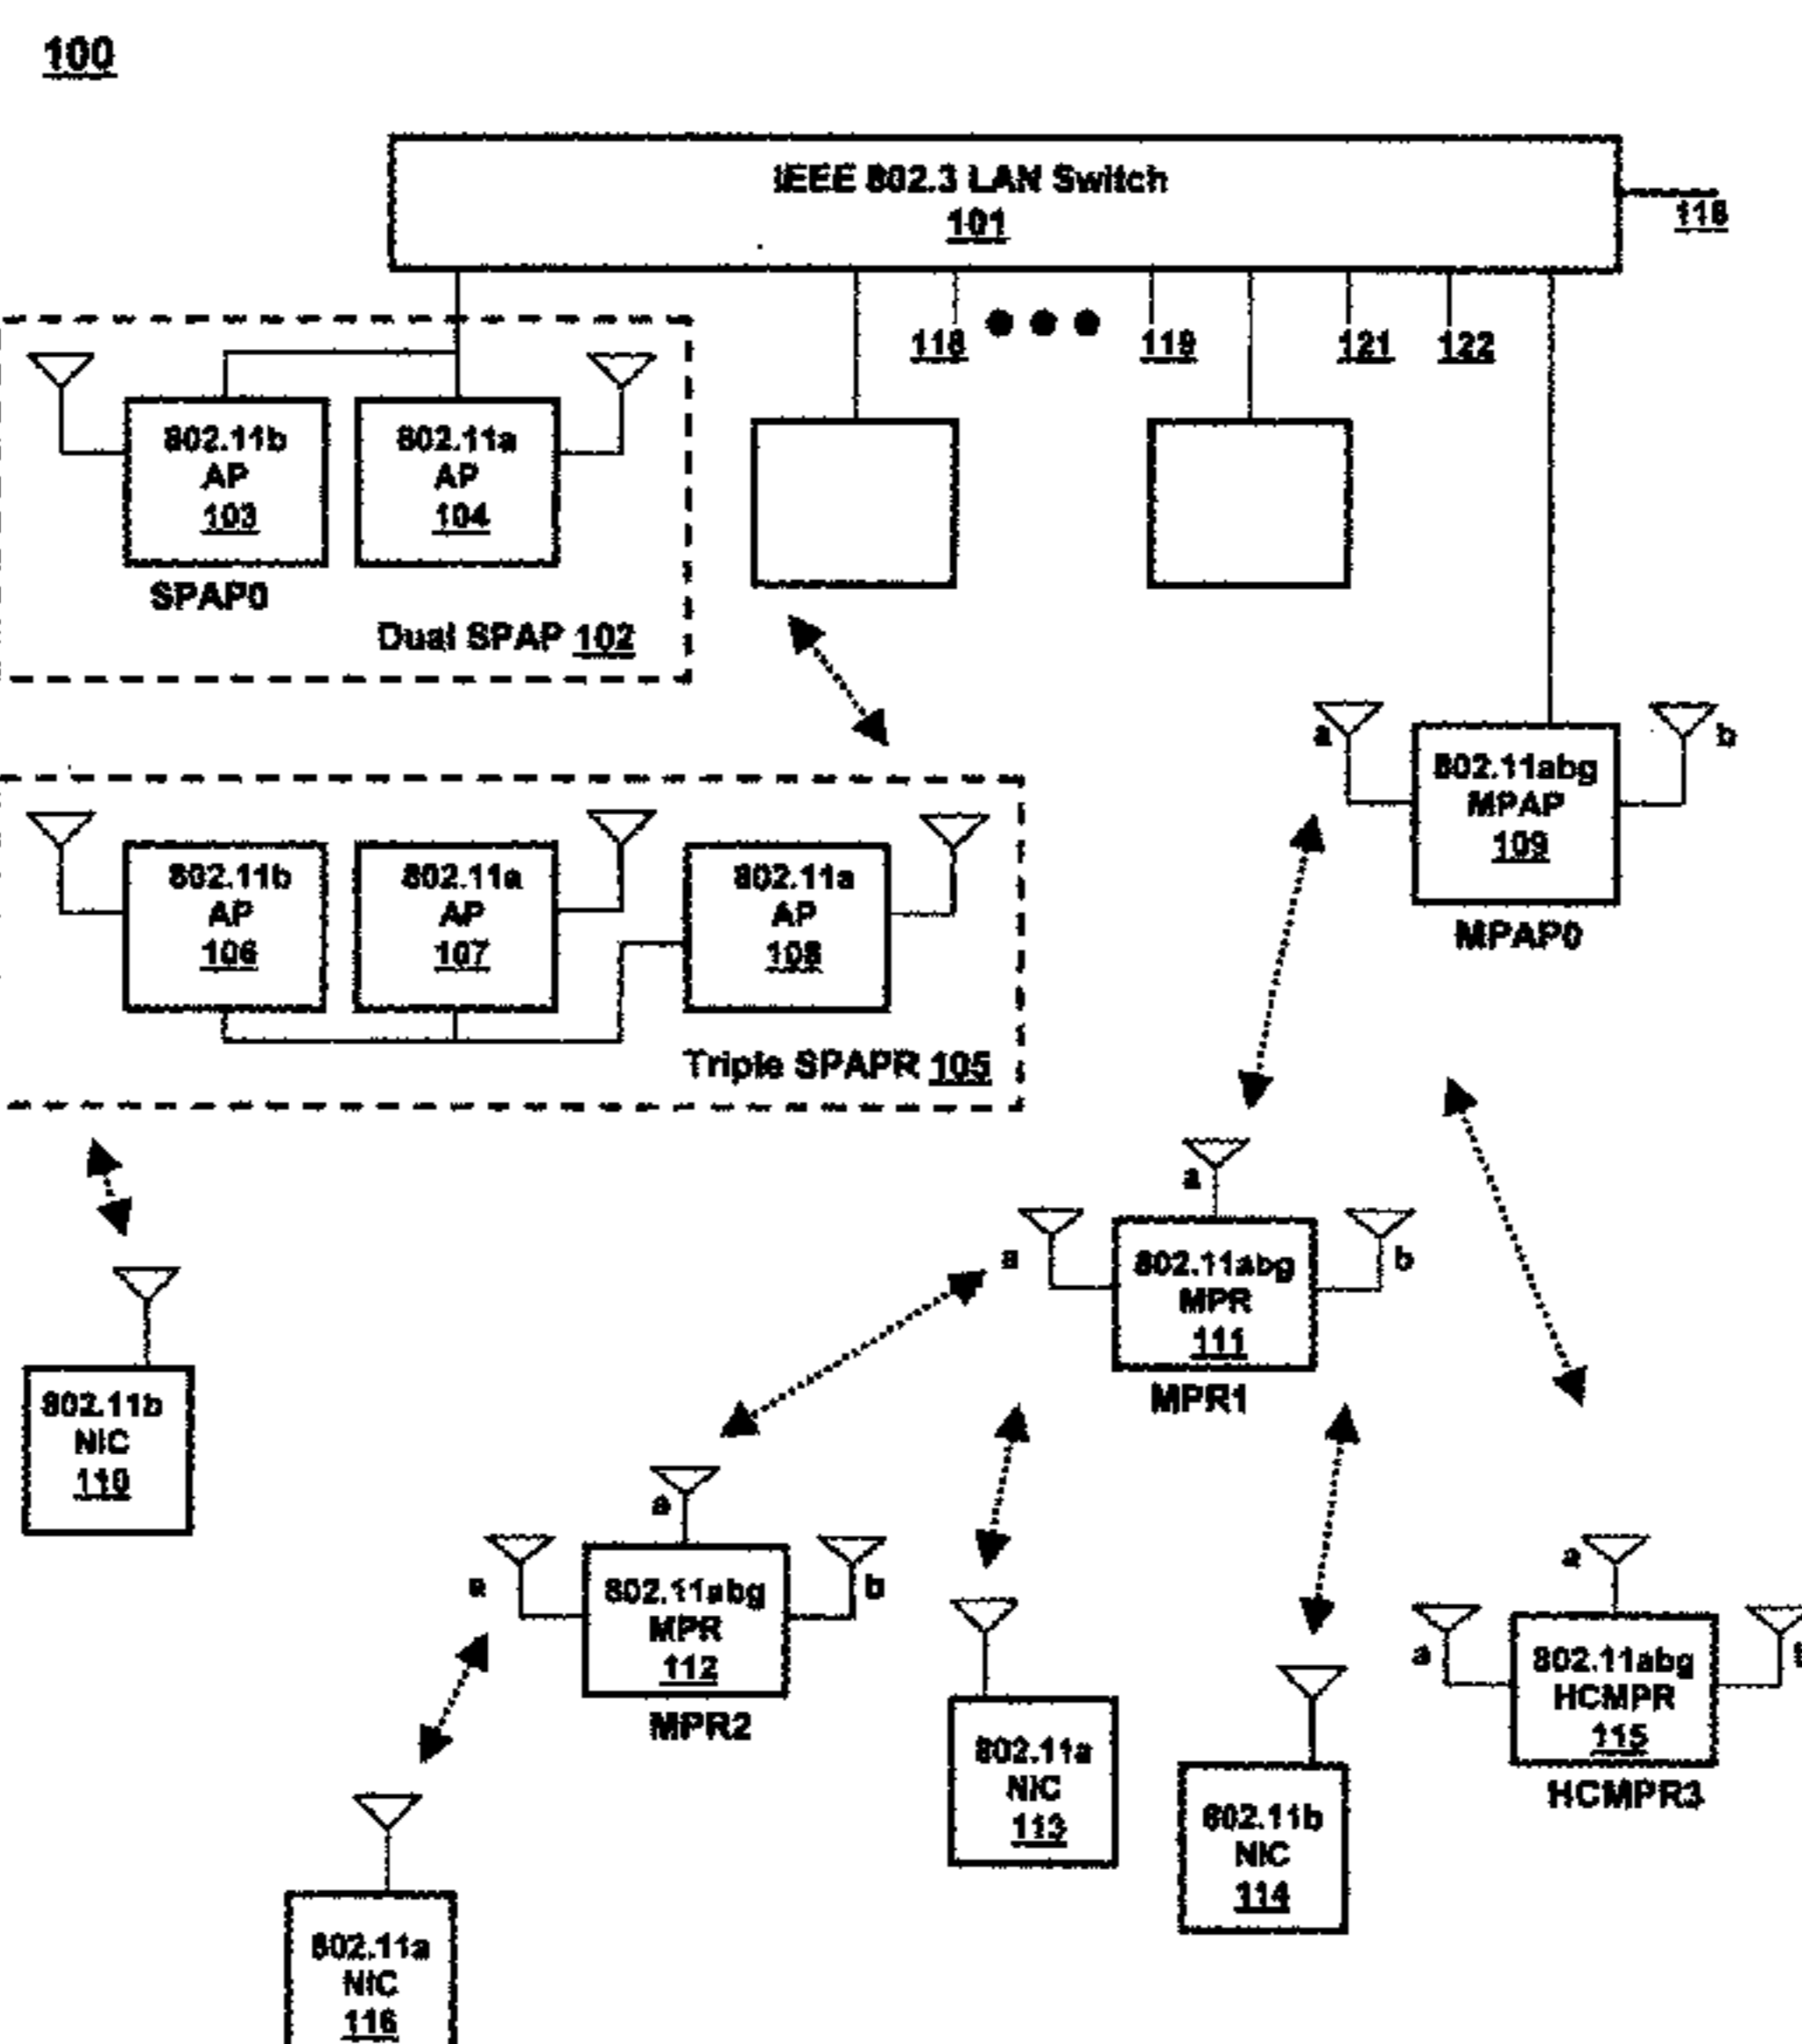 100
IEEE 802.3 LAN Switch
101
118
119
121
122
802.11b
AP
103
802.11a
AP
104
SPAP0
Dual SPAP 102
a
b
802.11abg
MPAP
109
MPAP0
802.11b
AP
106
802.11a
AP
107
802.11a
AP
108
Triple SPAPR 105
a
a
b
802.11abg
MPR
111
MPR1
802.11b
NIC
110
a
a
b
802.11abg
MPR
112
MPR2
802.11a
NIC
113
802.11b
NIC
114
a
a
802.11abg
HCMPR
115
HCMPR3
802.11a
NIC
116